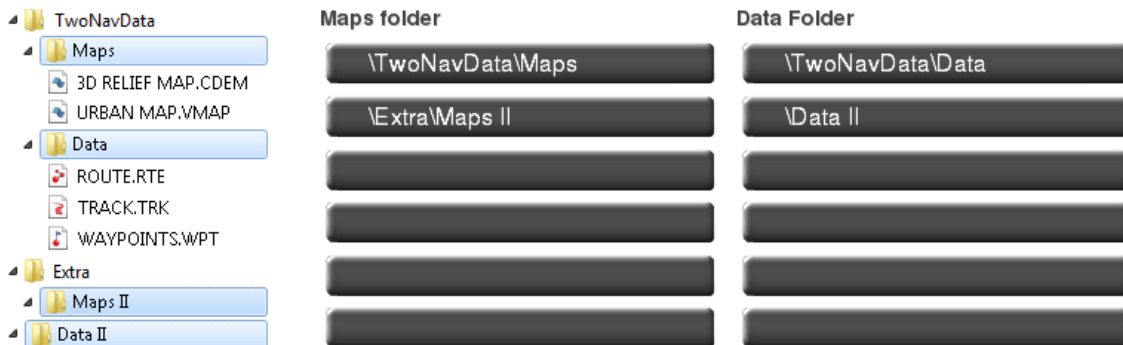 TwoNavData
Maps
3D RELIEF MAP.CDEM
URBAN MAP.VMAP
Data
ROUTE.RTE
TRACK.TRK
WAYPOINTS.WPT
Extra
Maps II
Data II
Maps folder
\TwoNavData\Maps
\Extra\Maps II
Data Folder
\TwoNavData\Data
\Data II